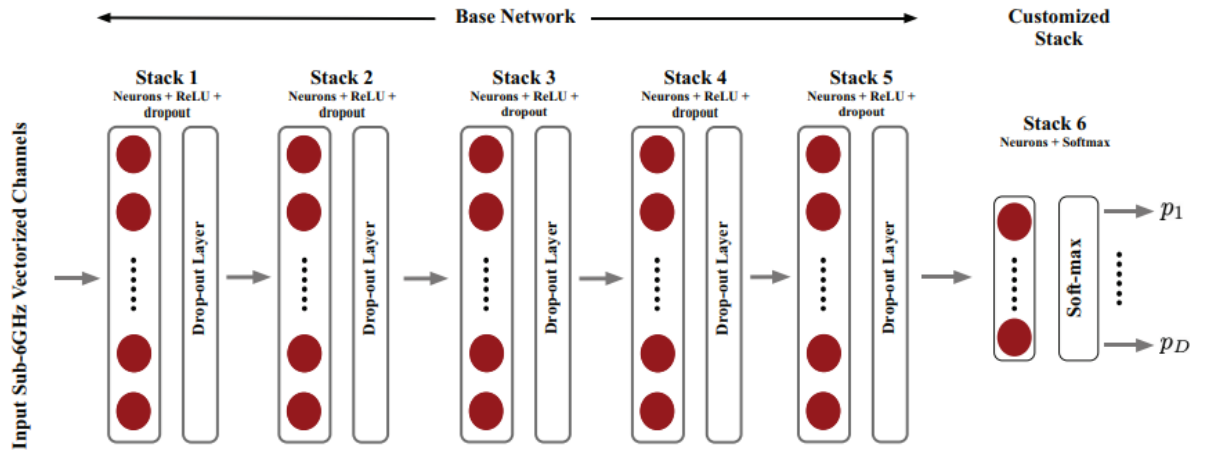 Base Network
Customized
Stack
Stack 1
Neurons + ReLU +
dropout
Stack 2
Neurons + ReLU +
dropout
Stack 3
Neurons + ReLU +
dropout
Stack 4
Neurons + ReLU +
dropout
Stack 5
Neurons + ReLU +
dropout
Stack 6
Neurons + Softmax
Input Sub-6GHz Vectorized Channels
Drop-out Layer
Drop-out Layer
Drop-out Layer
Drop-out Layer
Drop-out Layer
Soft-max
p1
pD